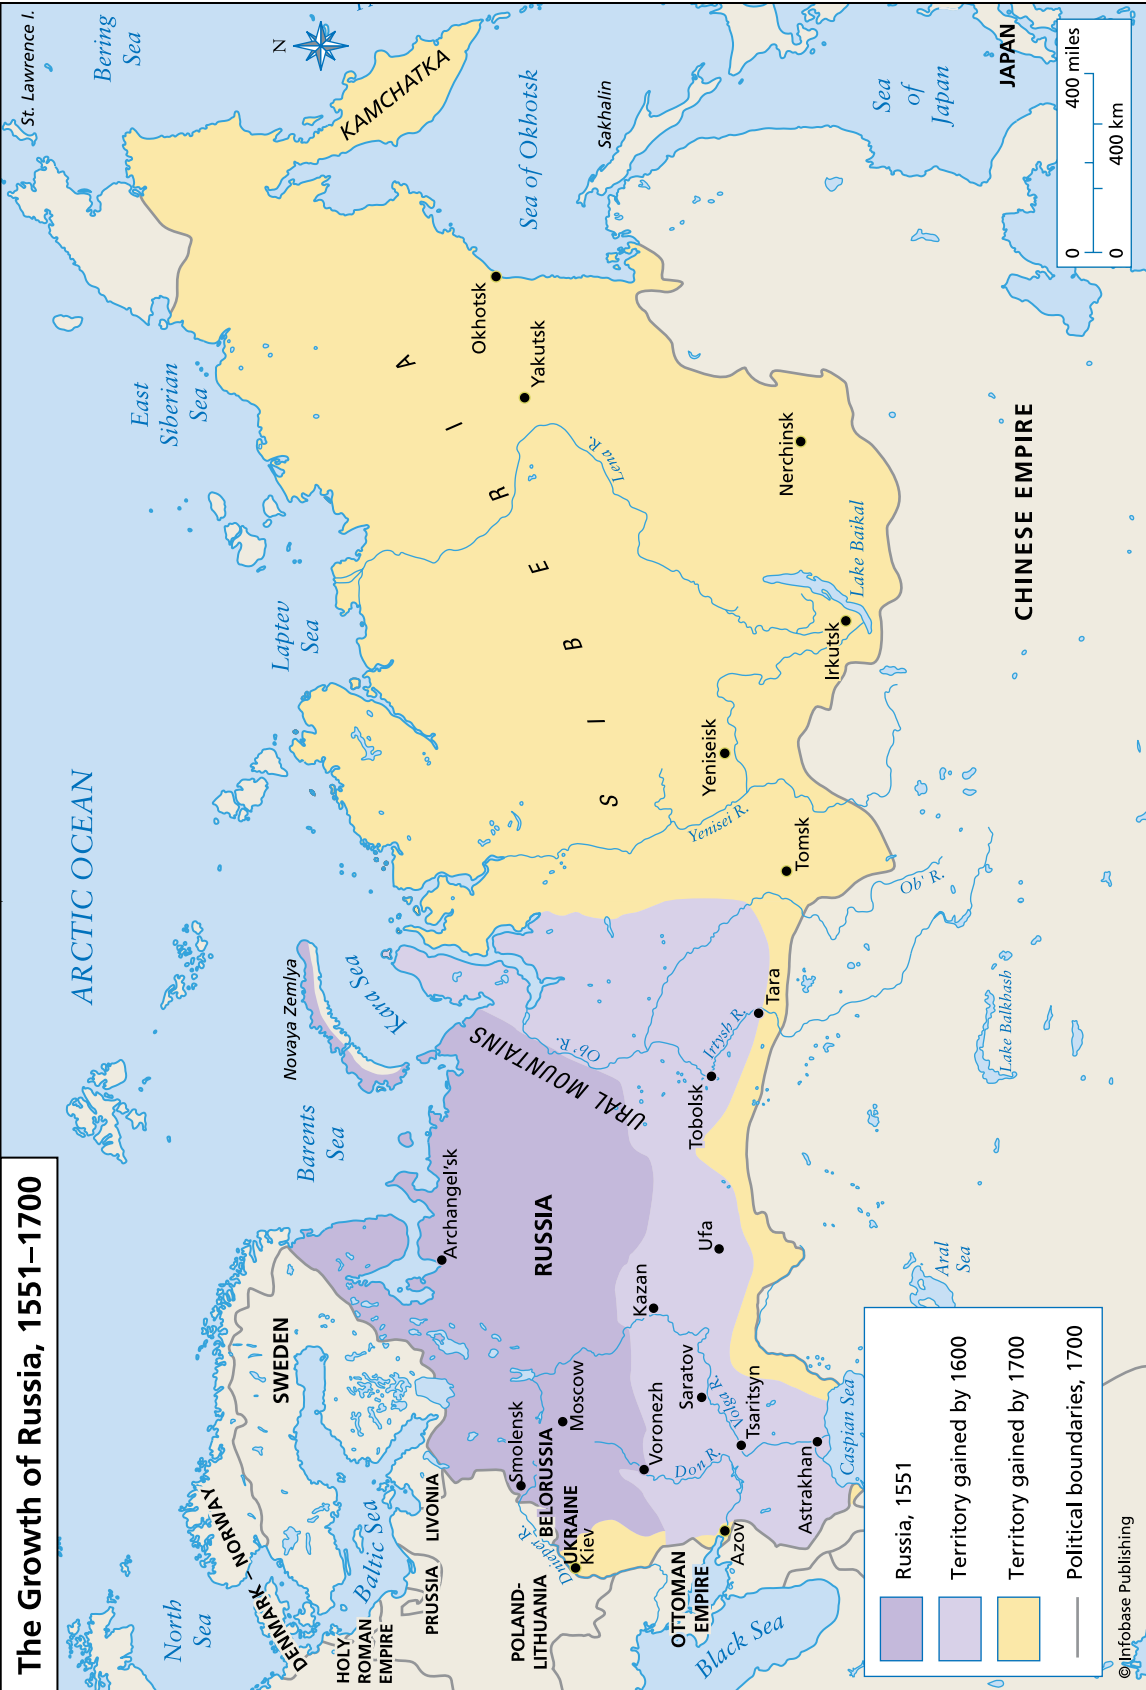 The Growth of Russia, 1551–1700
St. Lawrence I.
Bering
Sea
N
KAMCHATKA
Sea of Okhotsk
Sakhalin
Sea
of
Japan
JAPAN
0
400 miles
0
400 km
East
Siberian
Sea
Okhotsk
Yakutsk
Lena R.
Nerchinsk
Lake Baikal
Irkutsk
CHINESE EMPIRE
Laptev
Sea
SIBERIA
Yeniseisk
Yenisei R.
Tomsk
Ob' R.
ARCTIC OCEAN
Novaya Zemlya
Kara Sea
Barents
Sea
URAL MOUNTAINS
Ob' R.
Irtysh R.
Tara
Tobolsk
Lake Balkhash
Archangel'sk
RUSSIA
Ufa
Kazan
Aral
Sea
SWEDEN
DENMARK – NORWAY
North
Sea
Baltic Sea
LIVONIA
PRUSSIA
HOLY
ROMAN
EMPIRE
POLAND-
LITHUANIA
Smolensk
Moscow
BELORUSSIA
UKRAINE
Kiev
Dnieper R.
Voronezh
Saratov
Volga R.
Don R.
Tsaritsyn
Astrakhan
Caspian Sea
Azov
OTTOMAN
EMPIRE
Black Sea
Russia, 1551
Territory gained by 1600
Territory gained by 1700
Political boundaries, 1700
© Infobase Publishing